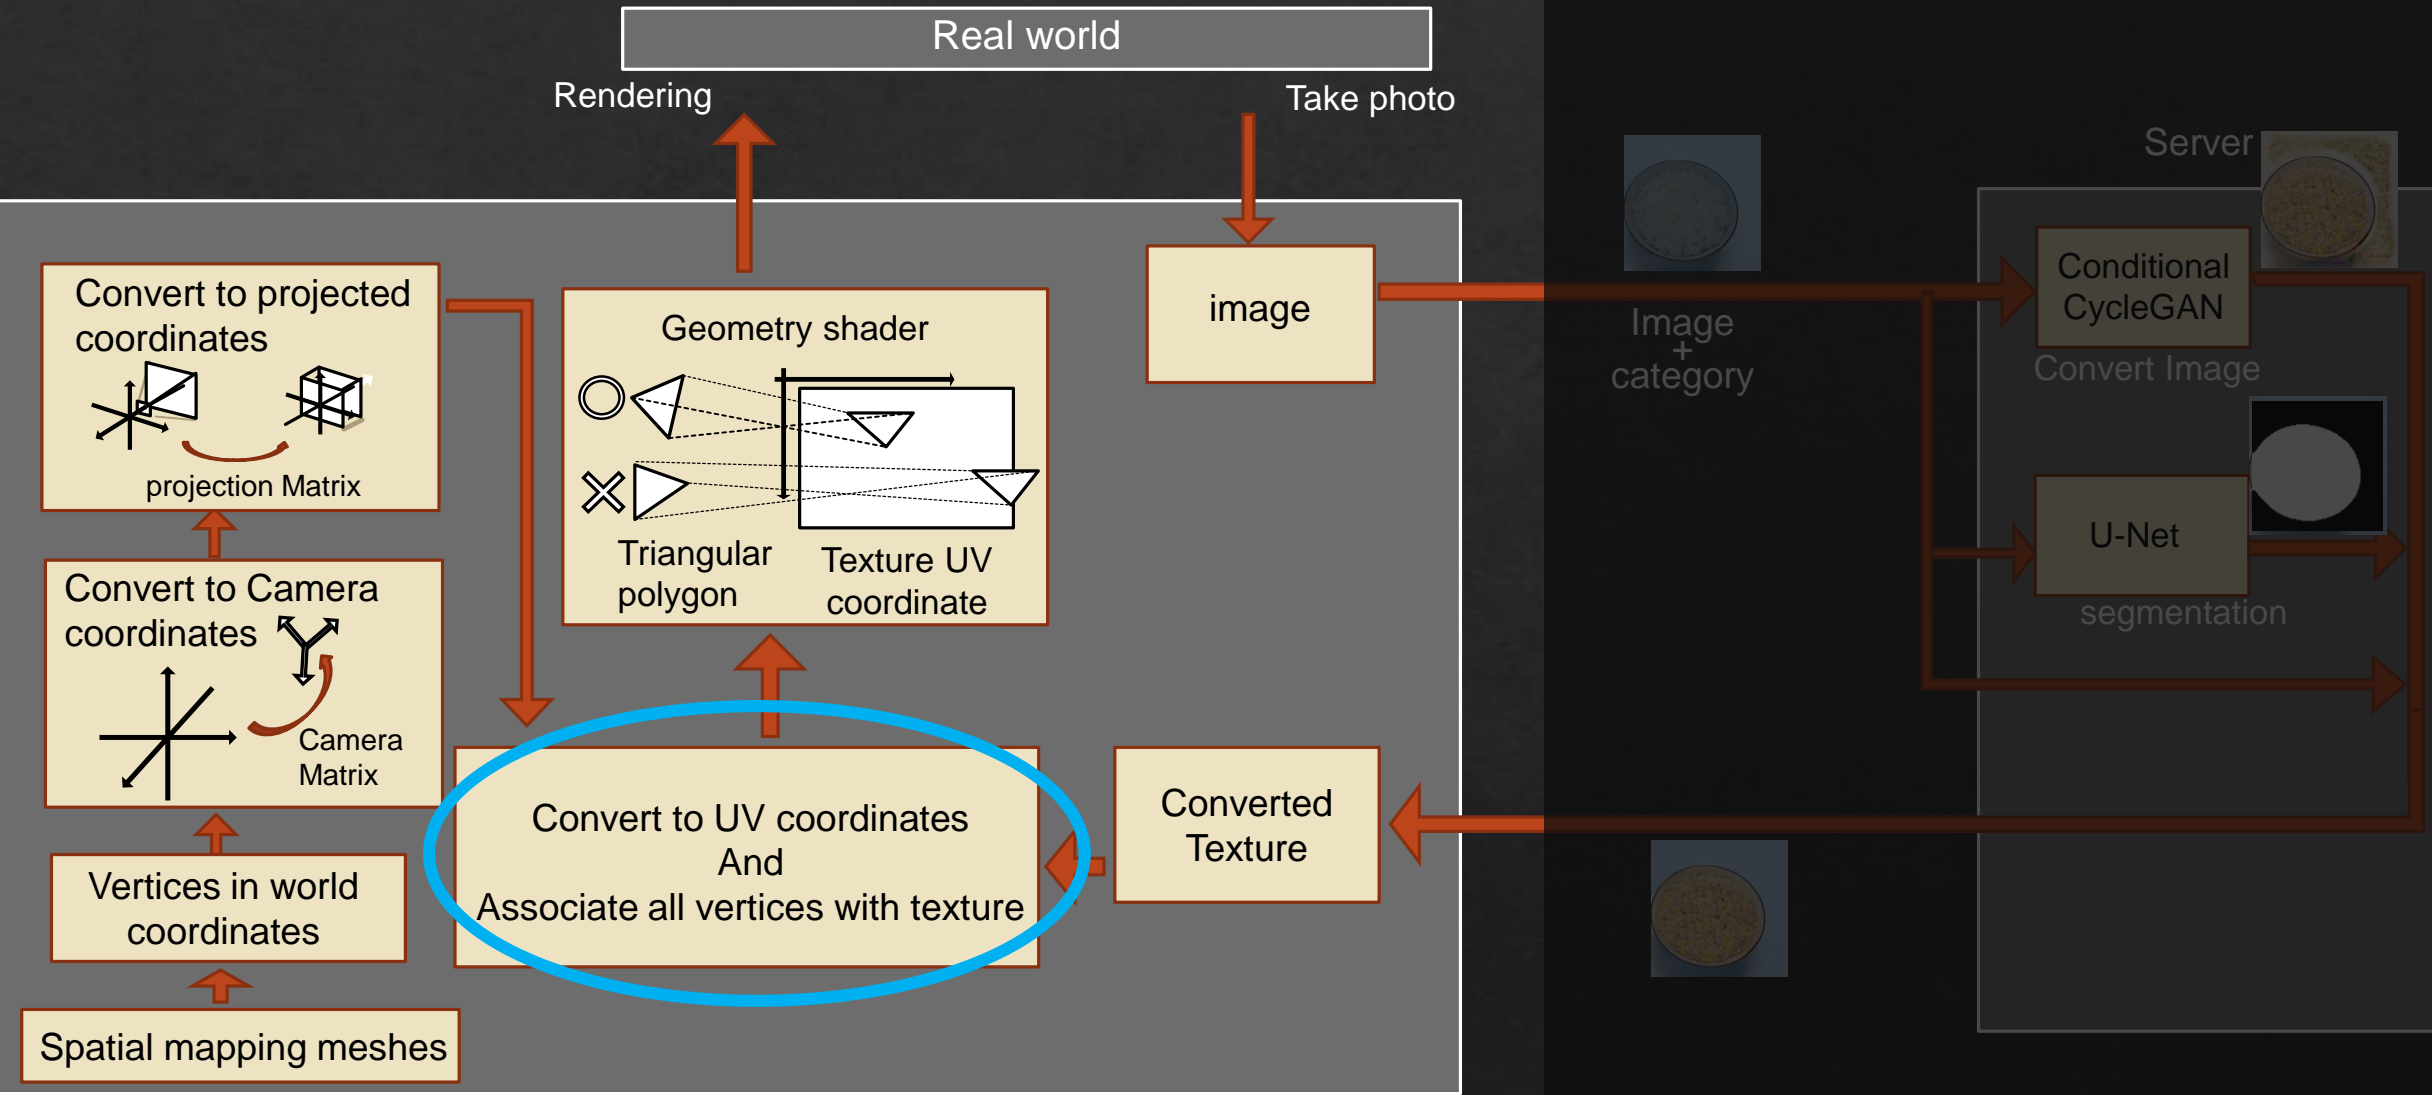 Real world
Rendering
Take photo
Convert to projected
coordinates
projection Matrix
Convert to Camera
coordinates
Camera
Matrix
Vertices in world
coordinates
Spatial mapping meshes
Geometry shader
Triangular
polygon
Texture UV
coordinate
Convert to UV coordinates
And
Associate all vertices with texture
image
Converted
Texture
Image
+
category
Server
Conditional
CycleGAN
Convert Image
U-Net
segmentation